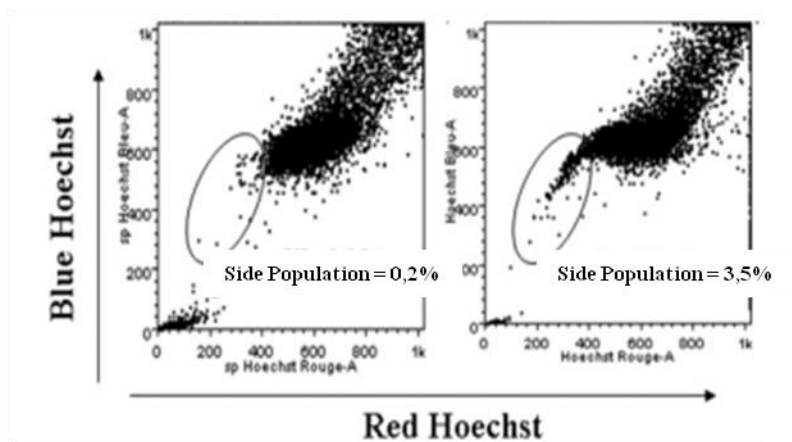 Blue Hoechst
sp Hoechst Bleu-A
1k
800
600
400
200
0
Side Population = 0,2%
0 200 400 600 800 1k
sp Hoechst Rouge-A
Hoechst Bleu-A
1k
800
600
400
00
0
Side Population = 3,5%
0 200 400 600 800 1k
Hoechst Rouge-A
Red Hoechst